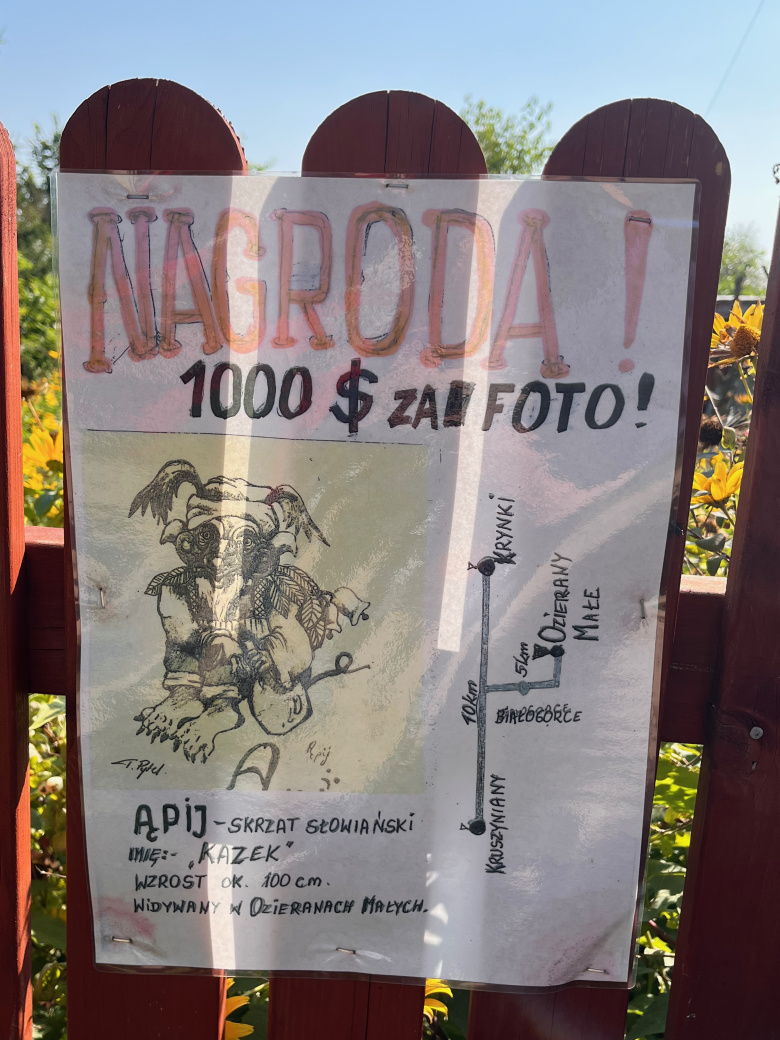 NAGRODA!
1000 $ ZA FOTO!
KRYNKI
OZIERANY
MAŁE
5km
10km
BIAŁOGORCE
KRUSZYNIANY
Ąpij
ĄPIJ - SKRZAT SŁOWIAŃSKI
IMIĘ:- „KAZEK"
WZROST OK. 100 cm.
WIDYWANY W OZIERANACH MAŁYCH.